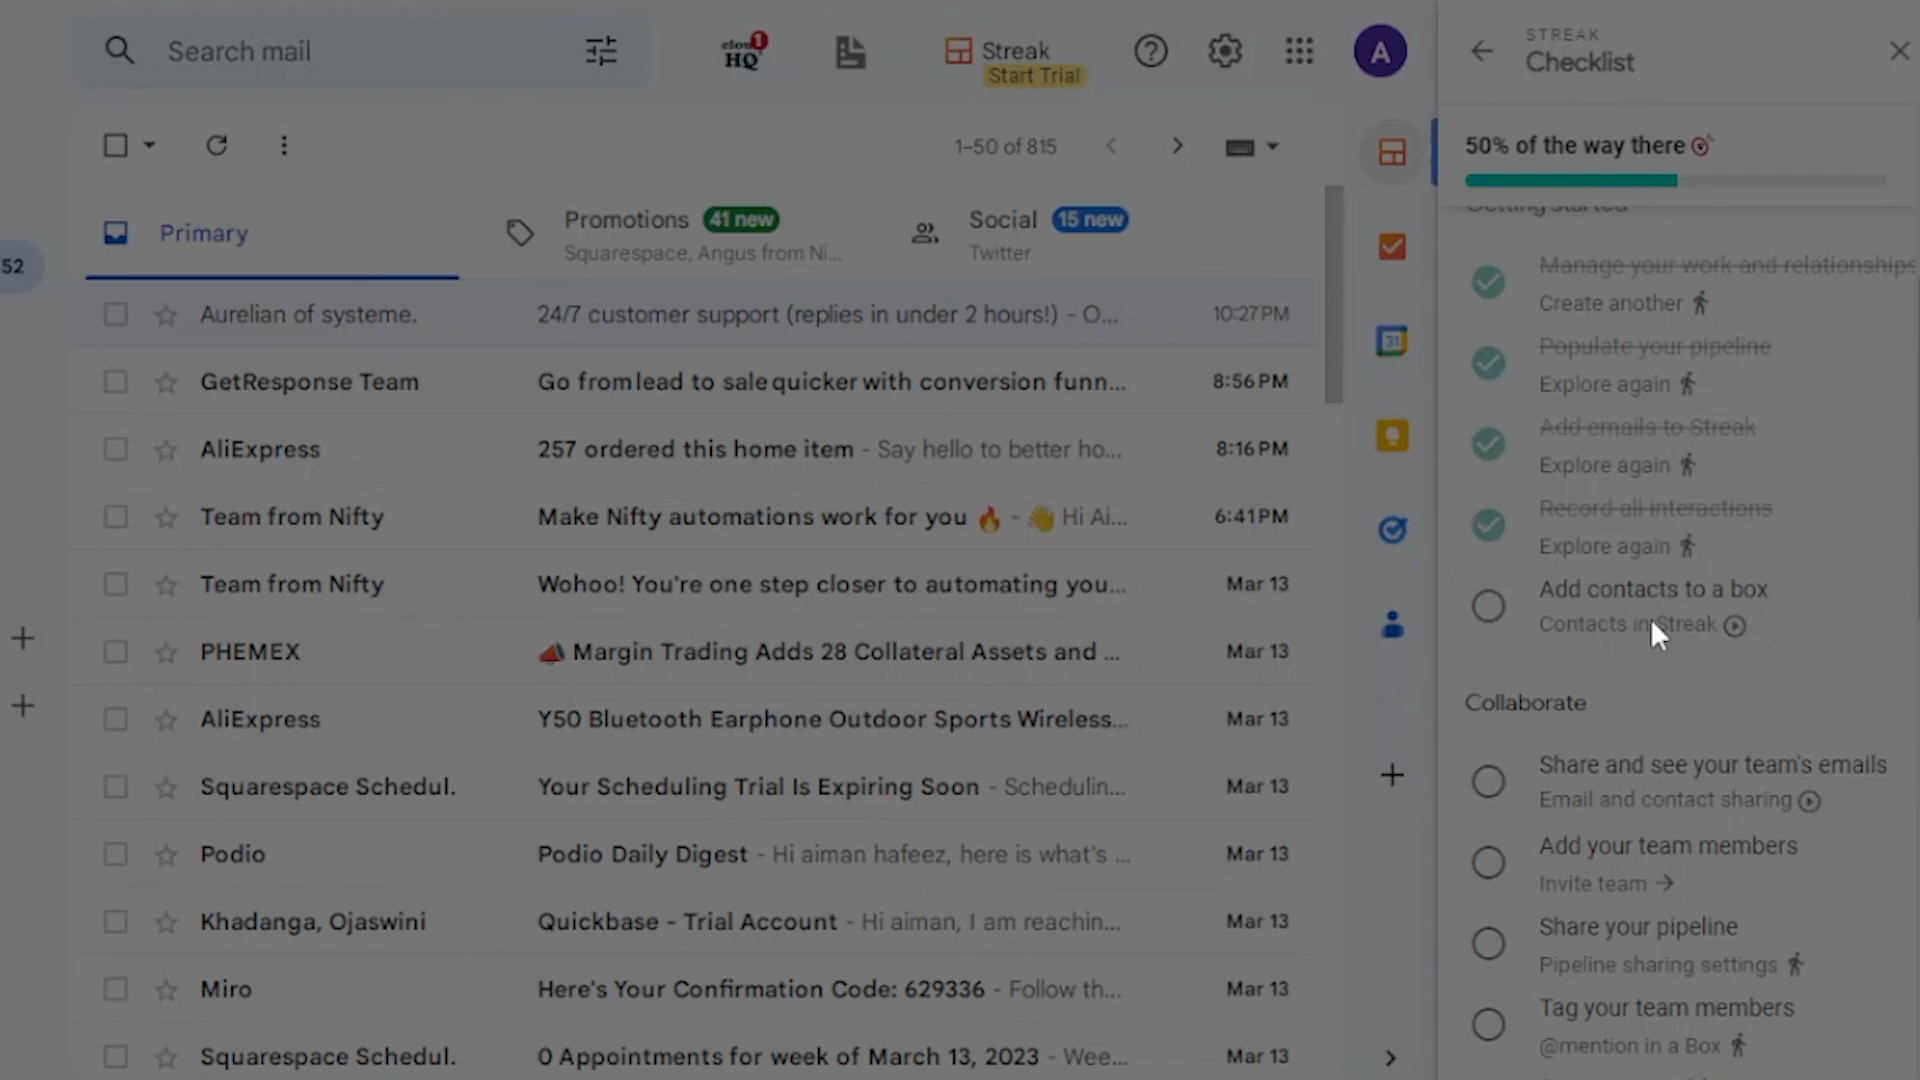 Search mail
cloud
HQ
1
Streak
Start Trial
A
STREAK
Checklist
50% of the way there
1–50 of 815
Primary
Promotions 41 new
Squarespace, Angus from Ni...
Social 15 new
Twitter
52
31
Aurelian of systeme. 24/7 customer support (replies in under 2 hours!) - O... 10:27 PM
GetResponse Team Go from lead to sale quicker with conversion funn... 8:56 PM
AliExpress 257 ordered this home item - Say hello to better ho... 8:16 PM
Team from Nifty Make Nifty automations work for you 🔥 - 👋 Hi Ai... 6:41 PM
Team from Nifty Wohoo! You're one step closer to automating you... Mar 13
PHEMEX 📣 Margin Trading Adds 28 Collateral Assets and ... Mar 13
AliExpress Y50 Bluetooth Earphone Outdoor Sports Wireless... Mar 13
Squarespace Schedul. Your Scheduling Trial Is Expiring Soon - Schedulin... Mar 13
Podio Podio Daily Digest - Hi aiman hafeez, here is what's ... Mar 13
Khadanga, Ojaswini Quickbase - Trial Account - Hi aiman, I am reachin... Mar 13
Miro Here's Your Confirmation Code: 629336 - Follow th... Mar 13
Squarespace Schedul. 0 Appointments for week of March 13, 2023 - Wee... Mar 13
Getting started
Manage your work and relationships
Create another
Populate your pipeline
Explore again
Add emails to Streak
Explore again
Record all interactions
Explore again
Add contacts to a box
Contacts in Streak
Collaborate
Share and see your team's emails
Email and contact sharing
Add your team members
Invite team →
Share your pipeline
Pipeline sharing settings
Tag your team members
@mention in a Box